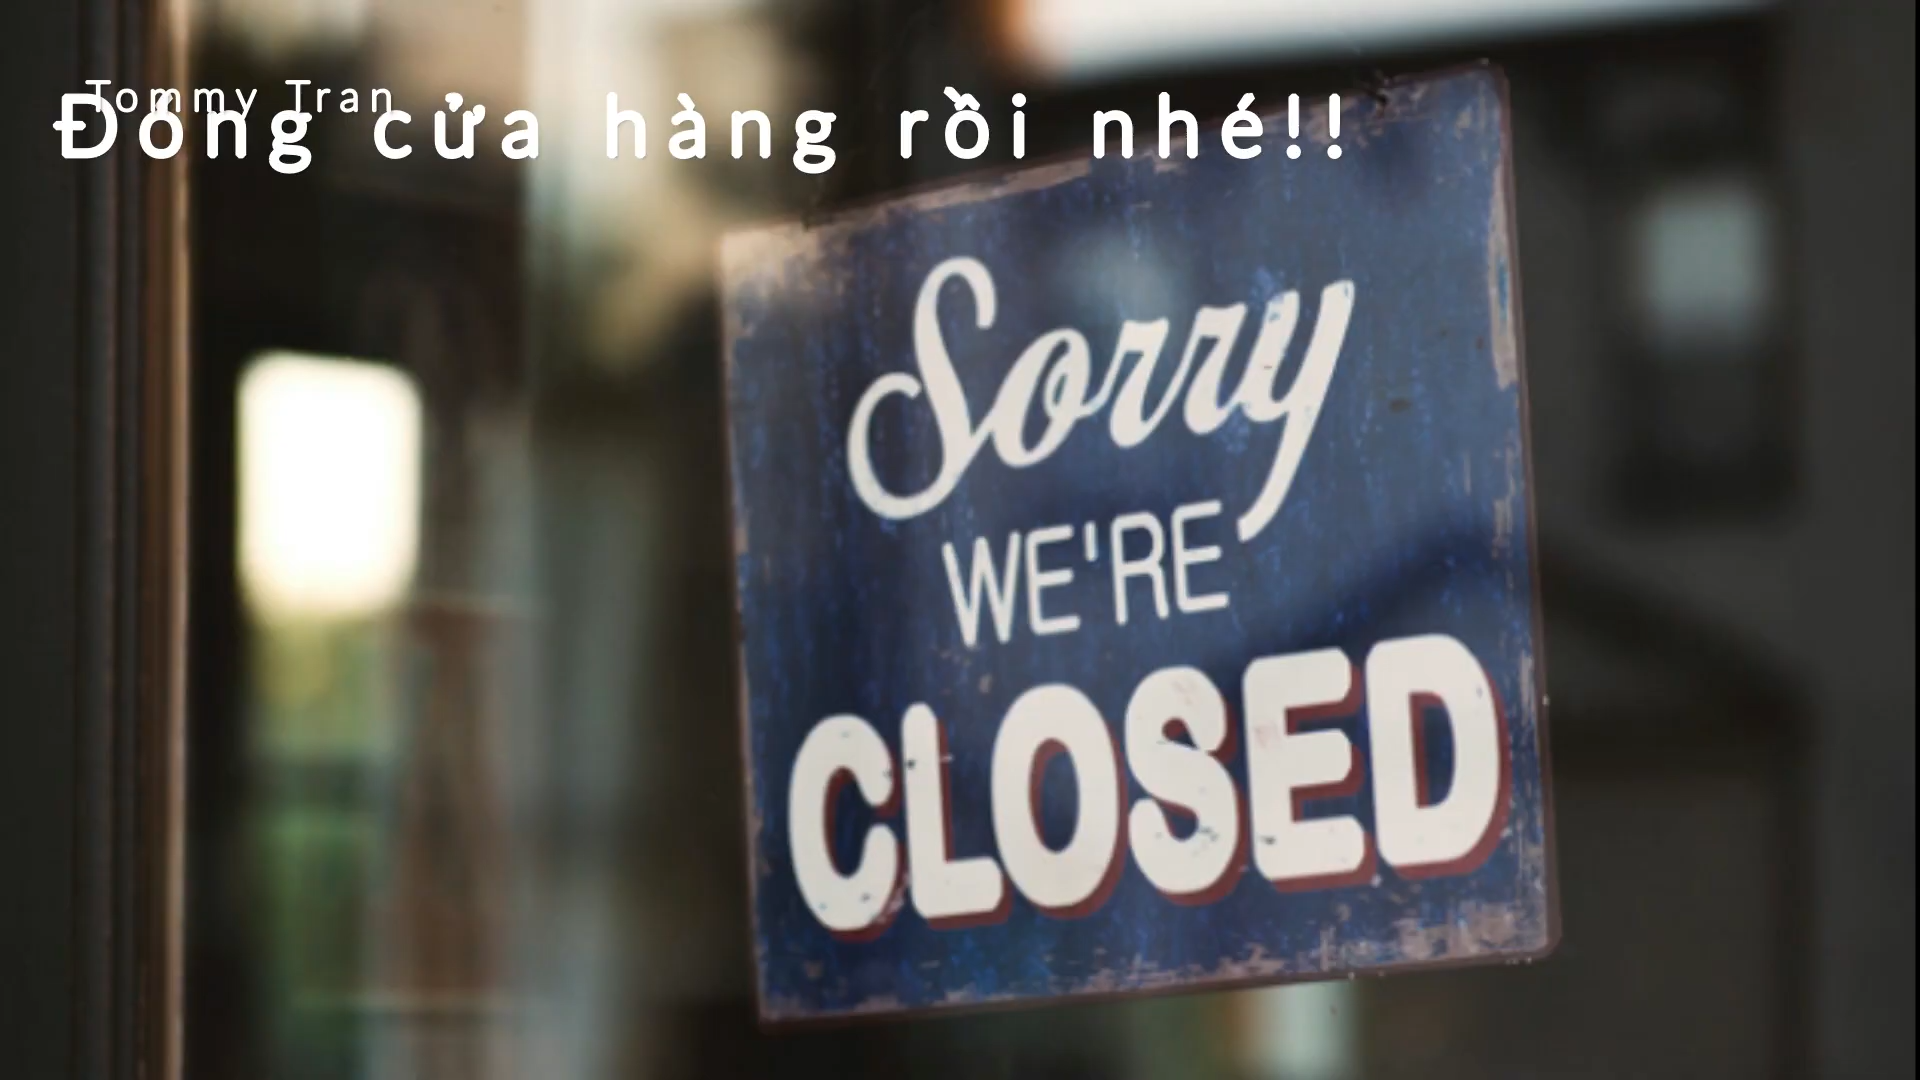 Tommy Tran
Đóng cửa hàng rồi nhé!!
Sorry
WE'RE
CLOSED